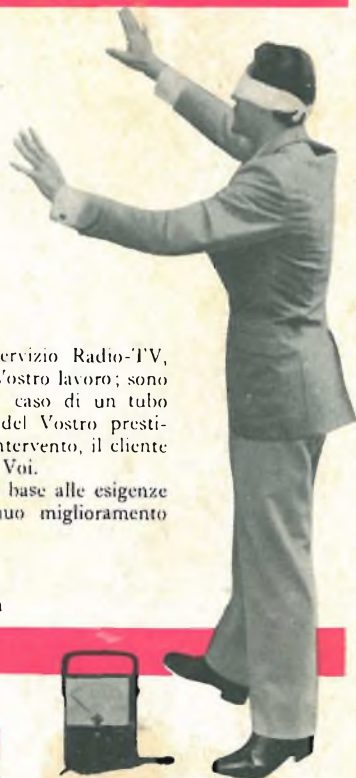 ervizio Radio-TV,
Vostro lavoro; sono
caso di un tubo
del Vostro presti-
ntervento, il cliente
Voi.
base alle esigenze
nuo miglioramento